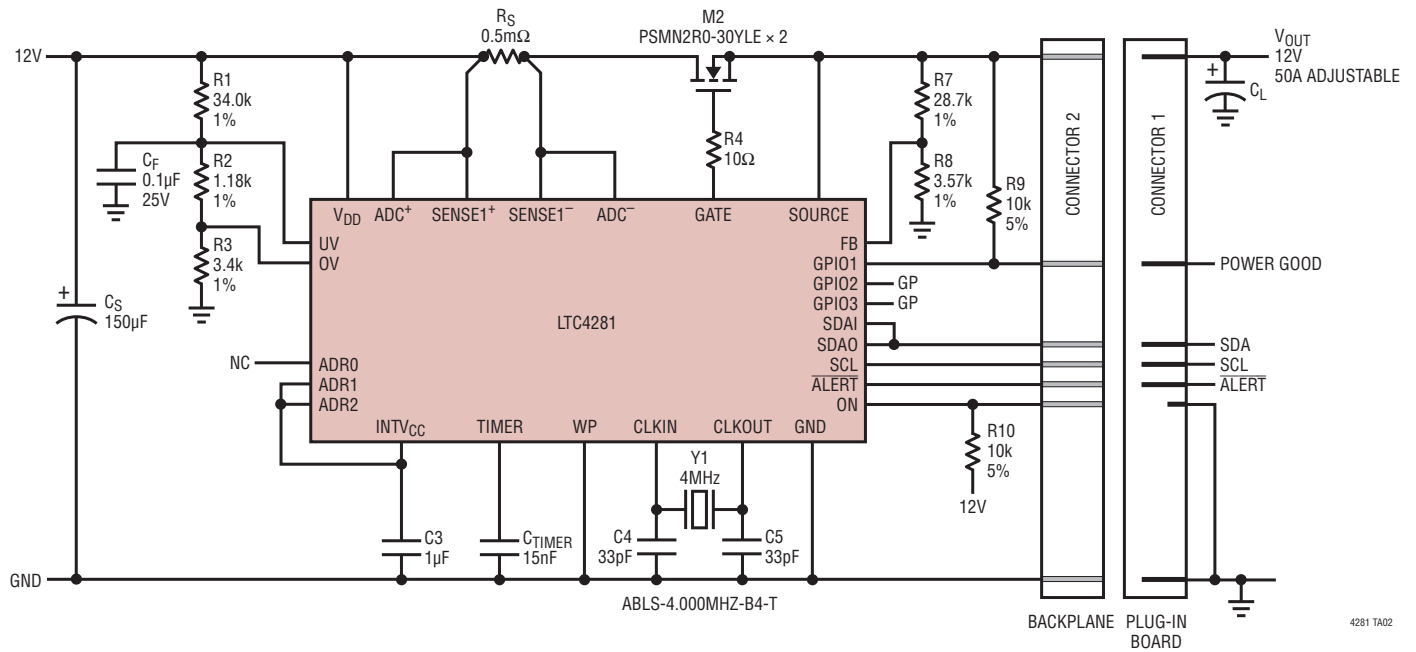 12V
R1
34.0k
1%
CF
0.1µF
25V
R2
1.18k
1%
R3
3.4k
1%
+
CS
150µF
GND
RS
0.5mΩ
M2
PSMN2R0-30YLE × 2
R4
10Ω
R7
28.7k
1%
R8
3.57k
1%
R9
10k
5%
VDD
ADC+
SENSE1+
SENSE1–
ADC–
GATE
SOURCE
UV
OV
LTC4281
FB
GPIO1
GPIO2
GP
GPIO3
GP
SDAI
SDAO
SCL
ALERT
ON
NC
ADR0
ADR1
ADR2
INTVCC
TIMER
WP
CLKIN
CLKOUT
GND
C3
1µF
CTIMER
15nF
Y1
4MHz
C4
33pF
C5
33pF
ABLS-4.000MHZ-B4-T
R10
10k
5%
12V
CONNECTOR 2
CONNECTOR 1
BACKPLANE
PLUG-IN
BOARD
VOUT
12V
50A ADJUSTABLE
+
CL
POWER GOOD
SDA
SCL
ALERT
4281 TA02